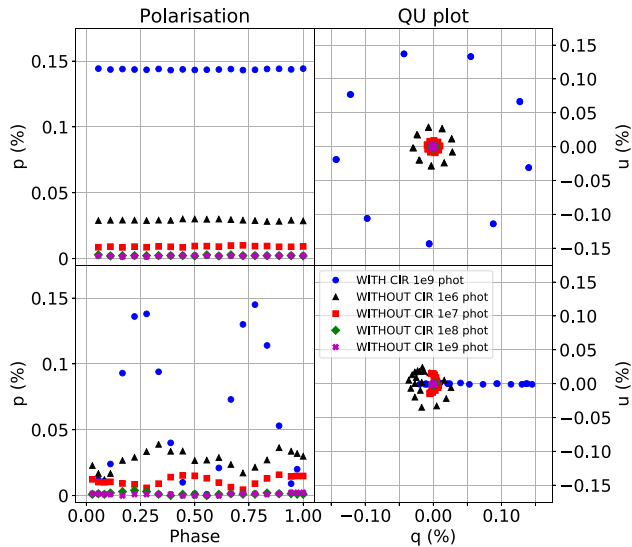 Polarisation
QU plot
0.15
0.1
0.05
0
p (%)
0.15
0.10
0.05
0.00
−0.05
−0.10
−0.15
u (%)
0.15
0.1
0.05
0
p (%)
WITH CIR 1e9 phot
WITHOUT CIR 1e6 phot
WITHOUT CIR 1e7 phot
WITHOUT CIR 1e8 phot
WITHOUT CIR 1e9 phot
0.15
0.10
0.05
0.00
−0.05
−0.10
−0.15
u (%)
0.00 0.25 0.50 0.75 1.00
Phase
−0.10 0.00 0.10
q (%)